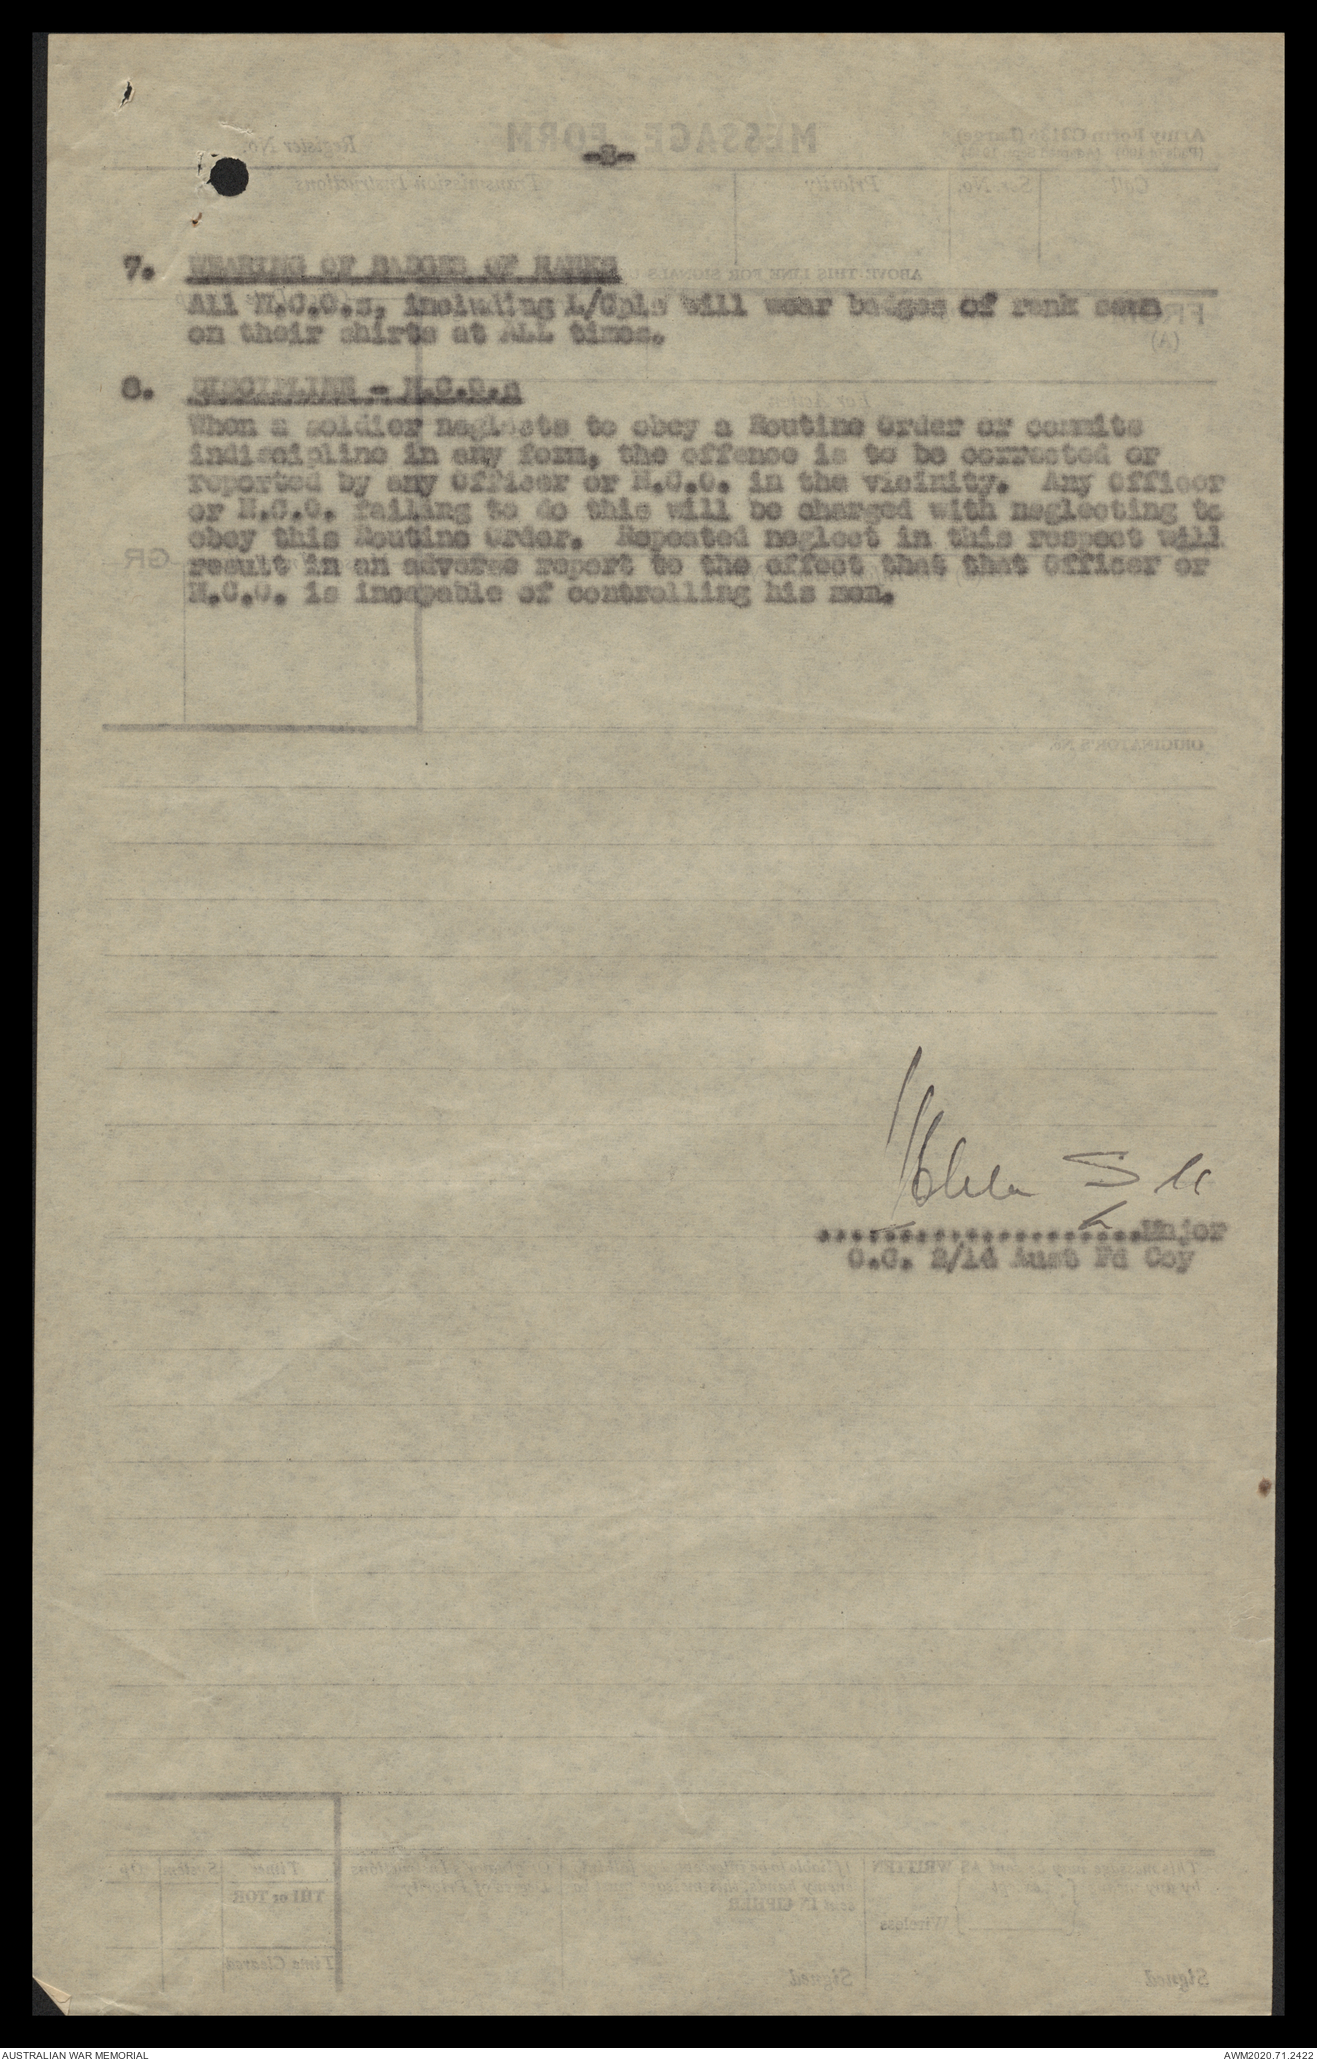 -2-
7. WEARING OF BADGES OF RANKS
All N.C.O.s, including L/Cpls will wear badges of rank sewn
on their shirts at ALL times.
8. DISCIPLINE - N.C.O.s
When a soldier neglects to obey a Routine Order or commits
indiscipline in any form, the offence is to be corrected or
reported by any Officer or N.C.O. in the vicinity. Any Officer
or N.C.O. failing to do this will be charged with neglecting to
obey this Routine Order. Repeated neglect in this respect will
result in an adverse report to the effect that that Officer or
N.C.O. is incapable of controlling his men.
.........................Major
O.C. 2/14 Aust Fd Coy
AUSTRALIAN WAR MEMORIAL
AWM2020.71.2422